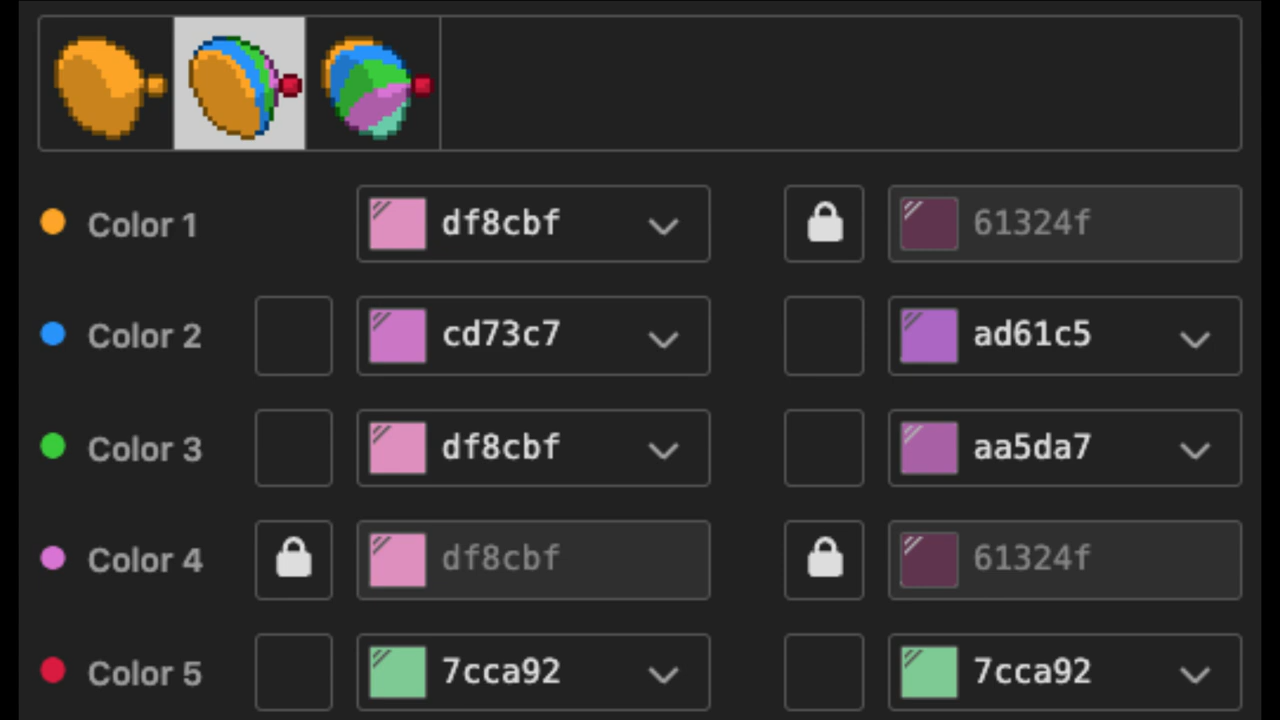 Color 1 df8cbf 61324f
Color 2 cd73c7 ad61c5
Color 3 df8cbf aa5da7
Color 4 df8cbf 61324f
Color 5 7cca92 7cca92